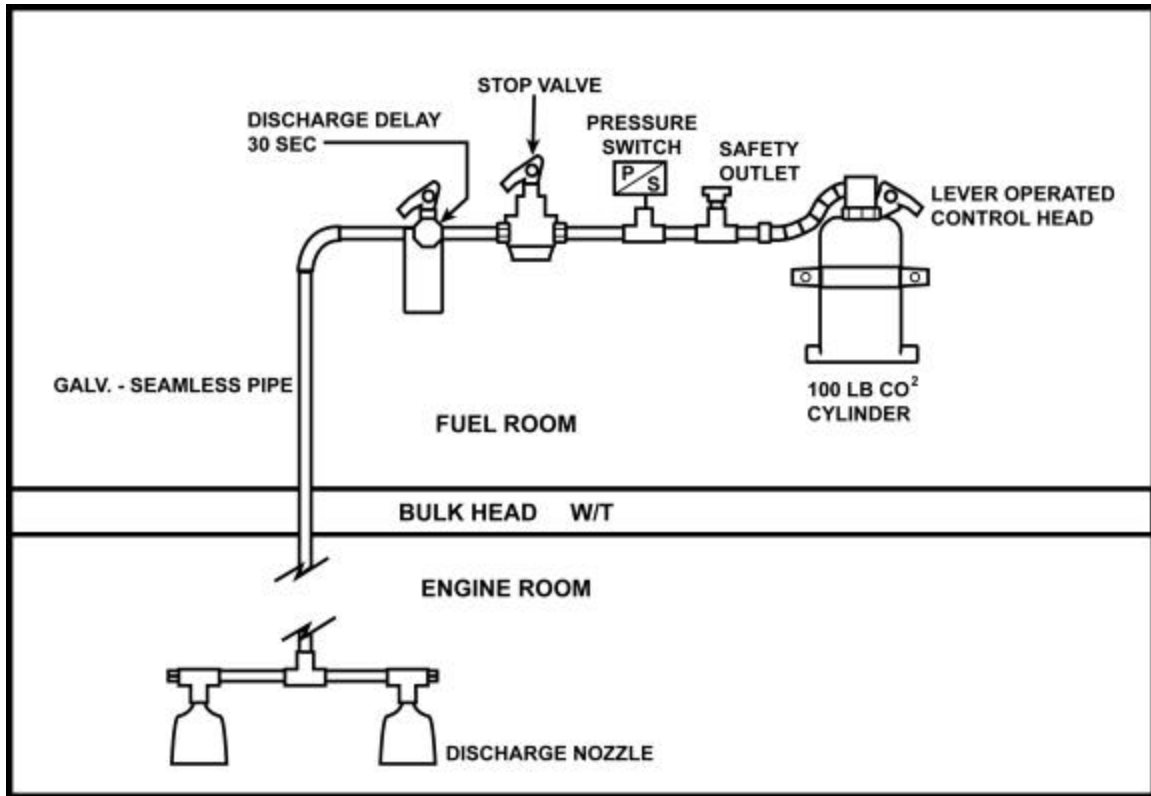 STOP VALVE
DISCHARGE DELAY
30 SEC
PRESSURE
SWITCH
P
S
SAFETY
OUTLET
LEVER OPERATED
CONTROL HEAD
GALV. - SEAMLESS PIPE
100 LB CO²
CYLINDER
FUEL ROOM
BULK HEAD W/T
ENGINE ROOM
DISCHARGE NOZZLE